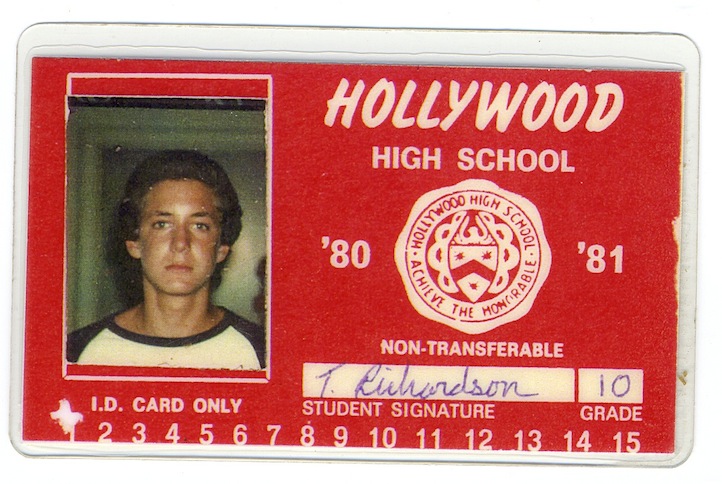 HOLLYWOOD
HIGH SCHOOL
'80 '81
HOLLYWOOD HIGH SCHOOL
ACHIEVE THE HONORABLE
NON-TRANSFERABLE
T. Richardson 10
I.D. CARD ONLY STUDENT SIGNATURE GRADE
1 2 3 4 5 6 7 8 9 10 11 12 13 14 15